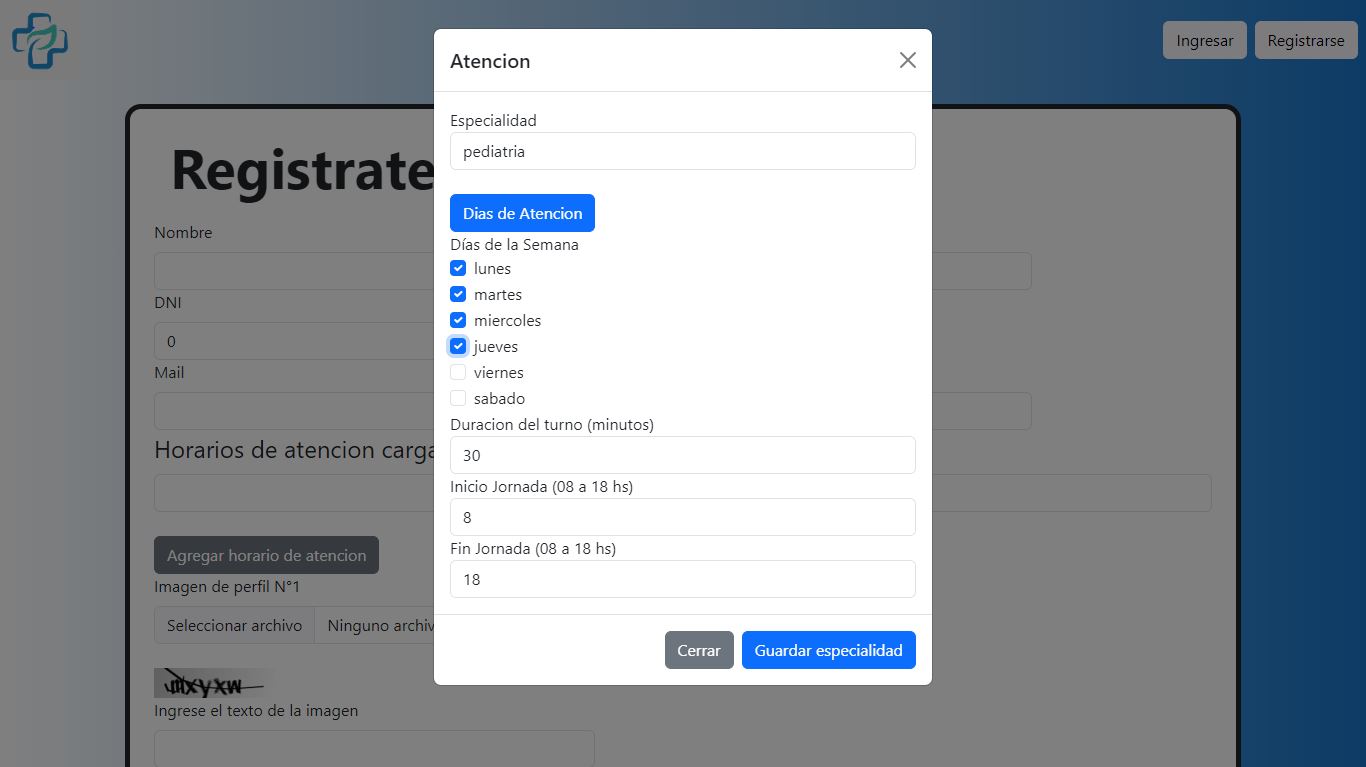 Ingresar
Registrarse
Atencion
Especialidad
pediatria
Dias de Atencion
Días de la Semana
lunes
martes
miercoles
jueves
viernes
sabado
Duracion del turno (minutos)
30
Inicio Jornada (08 a 18 hs)
8
Fin Jornada (08 a 18 hs)
18
Cerrar
Guardar especialidad
Registrate
Nombre
DNI
0
Mail
Horarios de atencion
Agregar horario de atencion
Imagen de perfil N°1
Seleccionar archivo
Ninguno
Ingrese el texto de la imagen